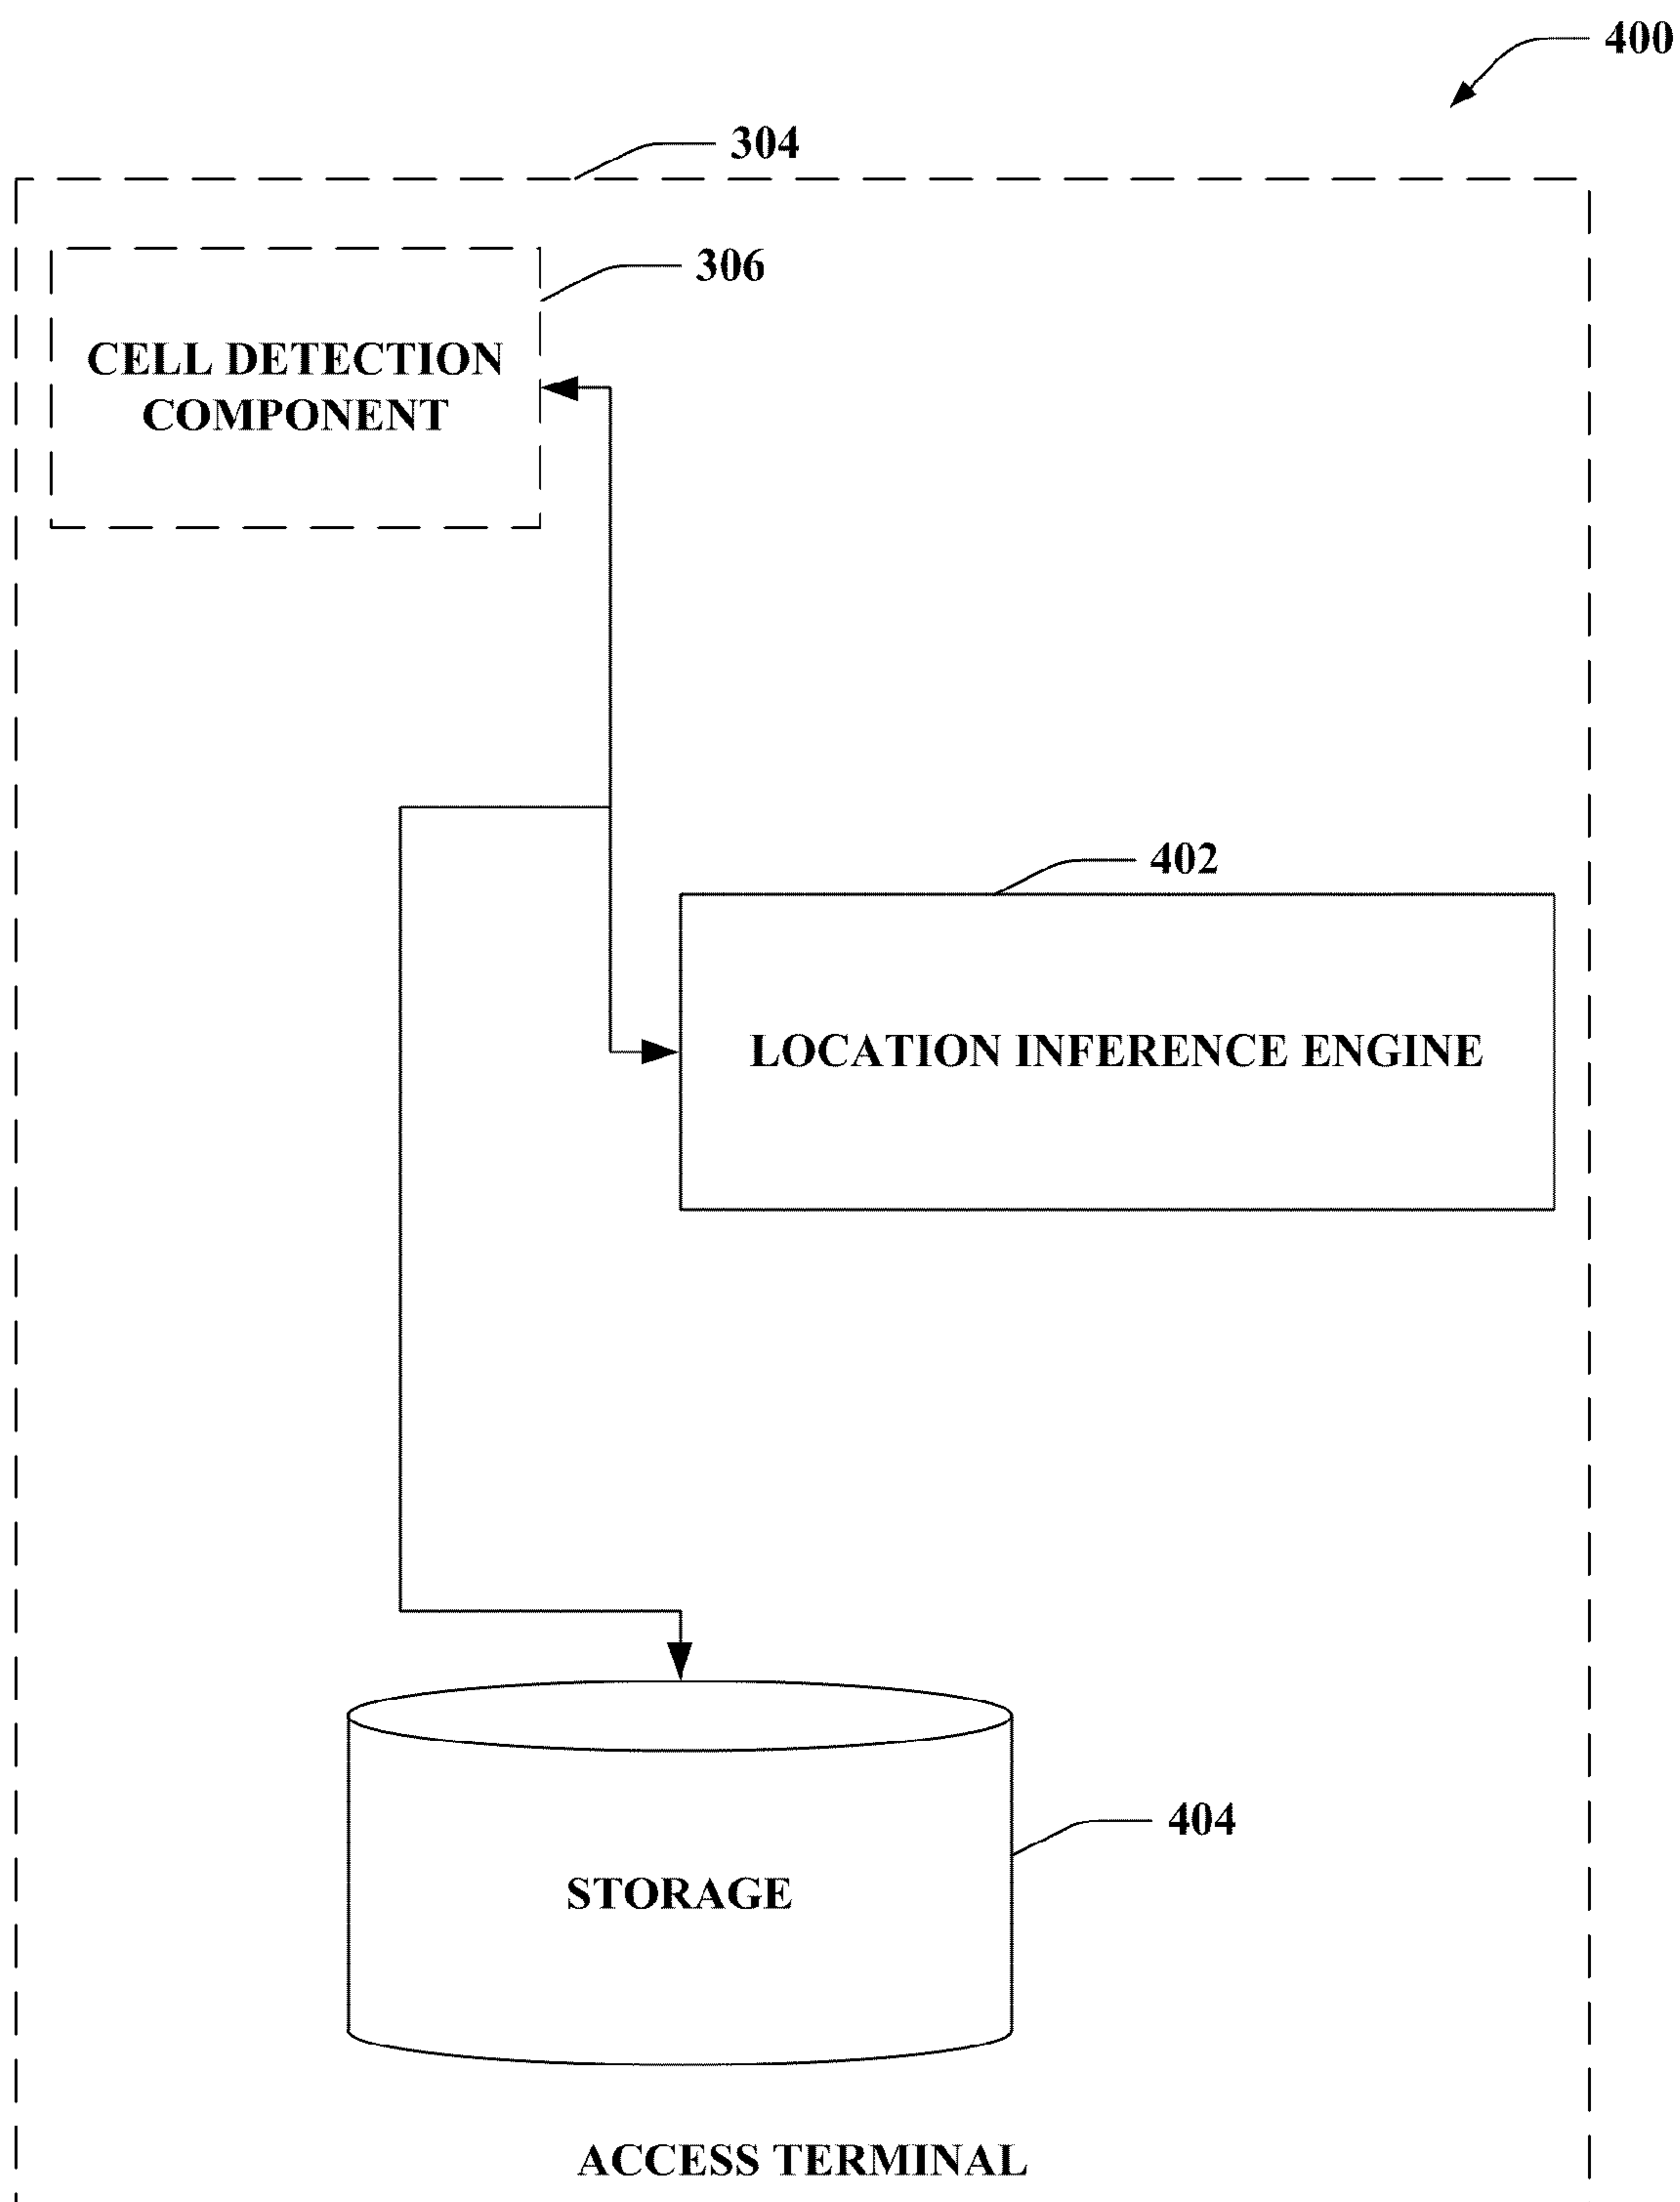 400
304
306
CELL DETECTION
COMPONENT
402
LOCATION INFERENCE ENGINE
404
STORAGE
ACCESS TERMINAL